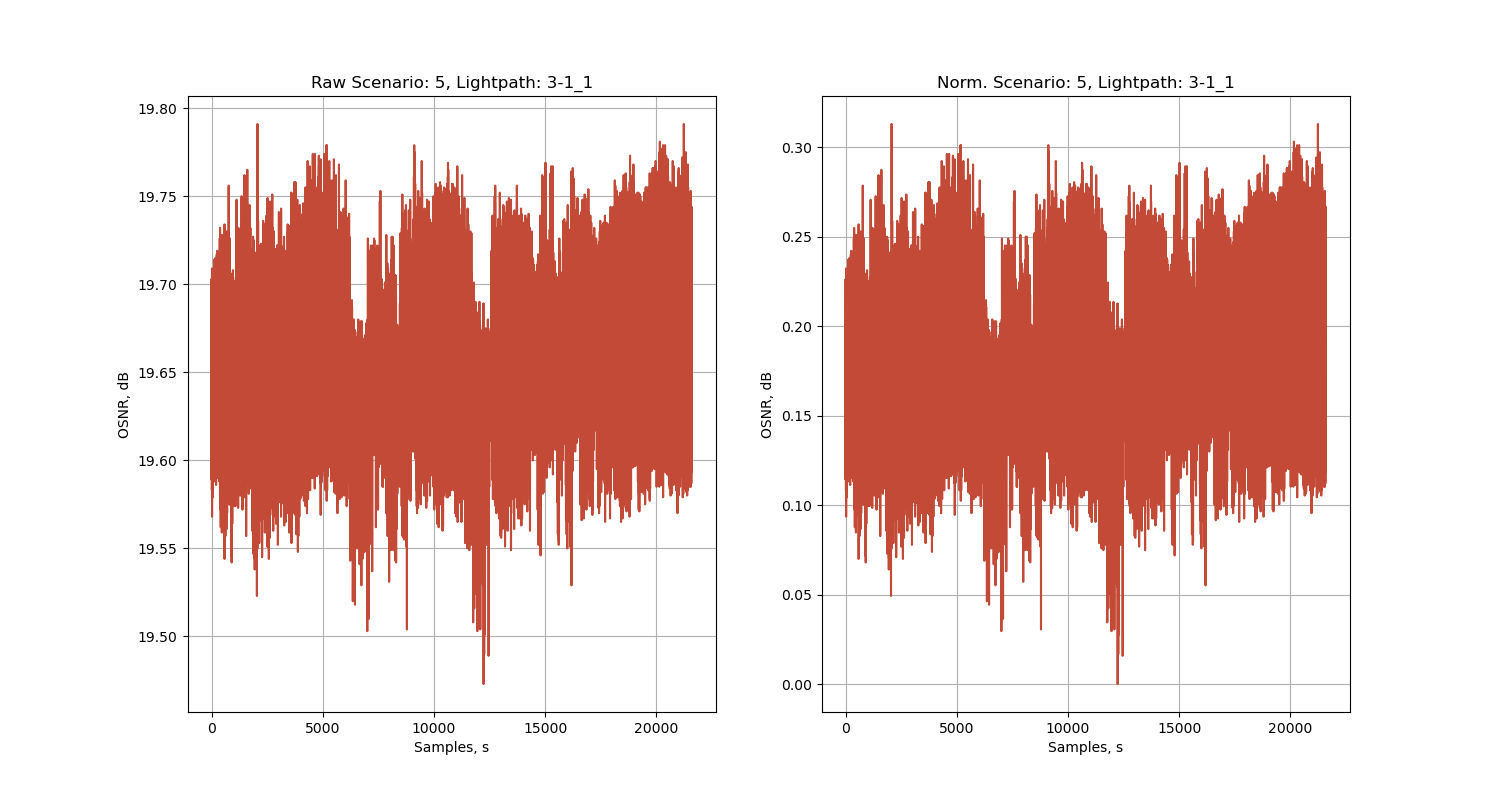 Raw Scenario: 5, Lightpath: 3-1_1
19.80
19.75
19.70
19.65
19.60
19.55
19.50
OSNR, dB
0 5000 10000 15000 20000
Samples, s
Norm. Scenario: 5, Lightpath: 3-1_1
0.30
0.25
0.20
0.15
0.10
0.05
0.00
OSNR, dB
0 5000 10000 15000 20000
Samples, s